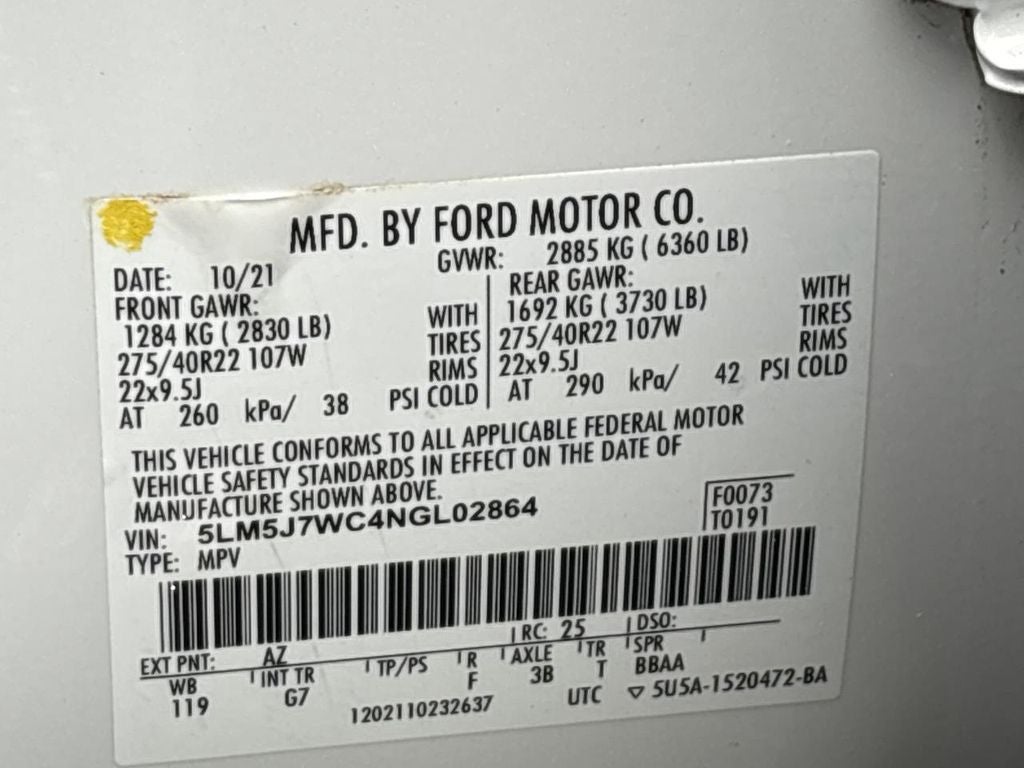 MFD. BY FORD MOTOR CO.
DATE: 10/21 GVWR: 2885 KG ( 6360 LB)
FRONT GAWR: REAR GAWR:
1284 KG ( 2830 LB) WITH 1692 KG ( 3730 LB) WITH
275/40R22 107W TIRES 275/40R22 107W TIRES
22x9.5J RIMS 22x9.5J RIMS
AT 260 kPa/ 38 PSI COLD AT 290 kPa/ 42 PSI COLD
THIS VEHICLE CONFORMS TO ALL APPLICABLE FEDERAL MOTOR
VEHICLE SAFETY STANDARDS IN EFFECT ON THE DATE OF
MANUFACTURE SHOWN ABOVE.
VIN: 5LM5J7WC4NGL02864 F0073
TYPE: MPV T0191
EXT PNT: AZ RC: 25 DSO:
WB INT TR TP/PS R AXLE TR SPR
119 G7 F 3B T BBAA
1202110232637 UTC ▽ 5U5A-1520472-BA